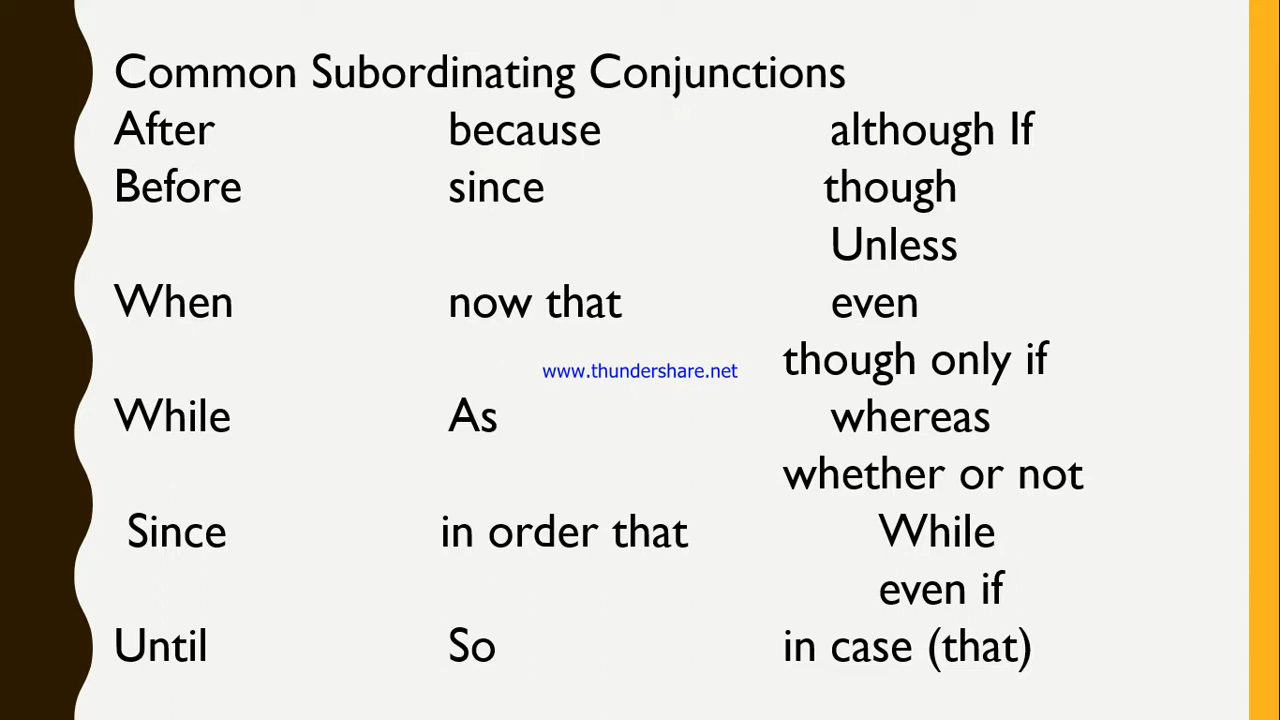 Common Subordinating Conjunctions
After because although If
Before since though
Unless
When now that even
www.thundershare.net though only if
While As whereas
whether or not
Since in order that While
even if
Until So in case (that)